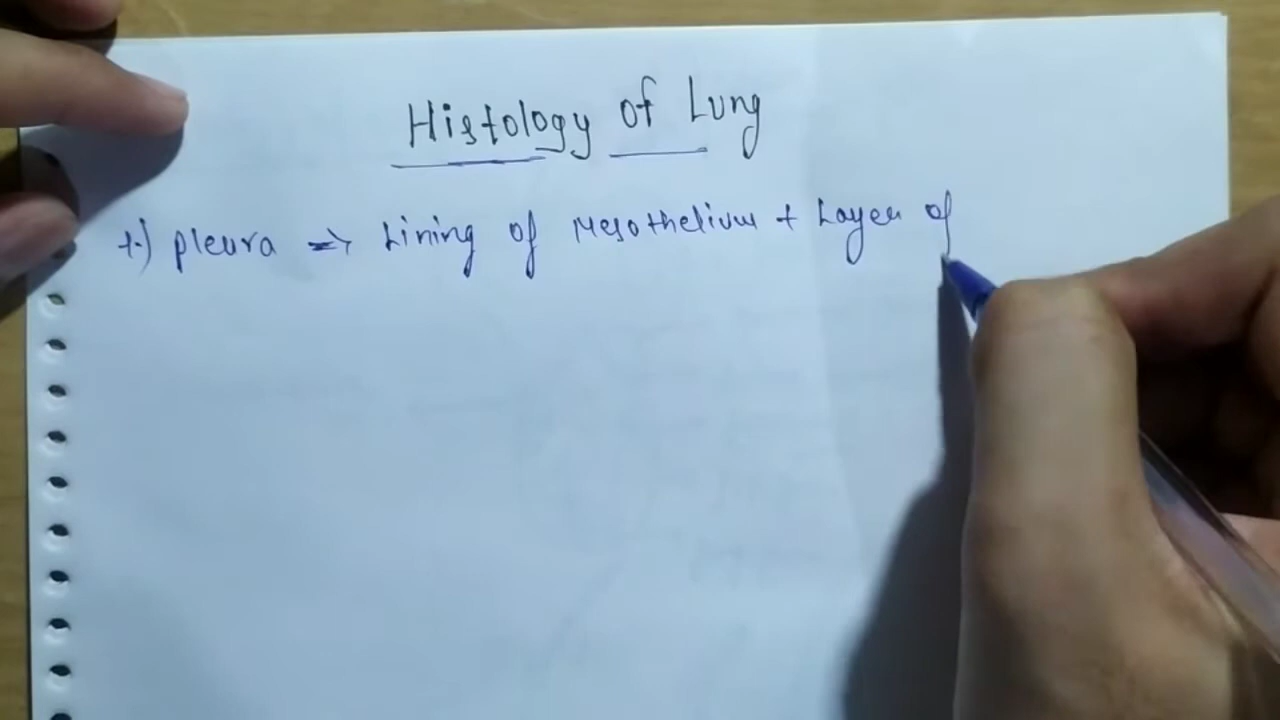 Histology of Lung
1.) Pleura => Lining of Mesothelium + Layer of